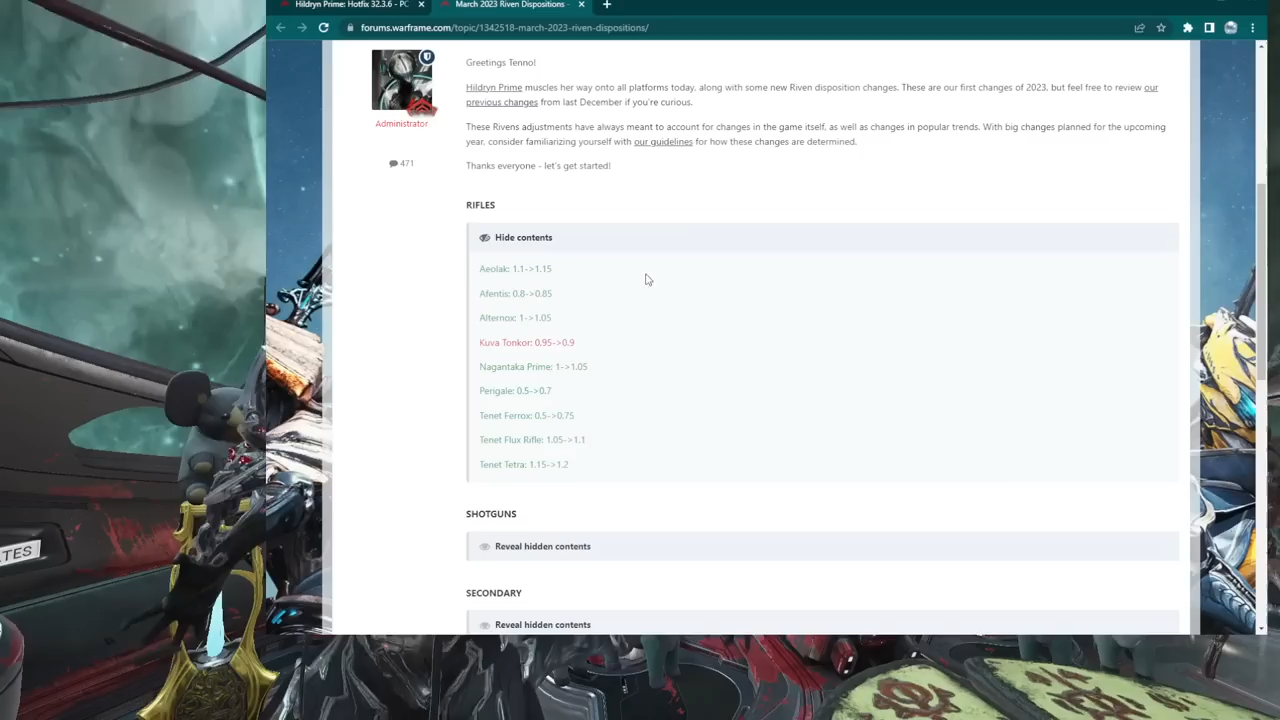 Hildryn Prime: Hotfix 32.3.6 - PC
March 2023 Riven Dispositions -
forums.warframe.com/topic/1342518-march-2023-riven-dispositions/
Greetings Tenno!
Hildryn Prime muscles her way onto all platforms today, along with some new Riven disposition changes. These are our first changes of 2023, but feel free to review our
previous changes from last December if you're curious.
Administrator
These Rivens adjustments have always meant to account for changes in the game itself, as well as changes in popular trends. With big changes planned for the upcoming
year, consider familiarizing yourself with our guidelines for how these changes are determined.
471
Thanks everyone - let's get started!
RIFLES
Hide contents
Aeolak: 1.1->1.15
Afentis: 0.8->0.85
Alternox: 1->1.05
Kuva Tonkor: 0.95->0.9
Nagantaka Prime: 1->1.05
Perigale: 0.5->0.7
Tenet Ferrox: 0.5->0.75
Tenet Flux Rifle: 1.05->1.1
Tenet Tetra: 1.15->1.2
SHOTGUNS
Reveal hidden contents
SECONDARY
Reveal hidden contents